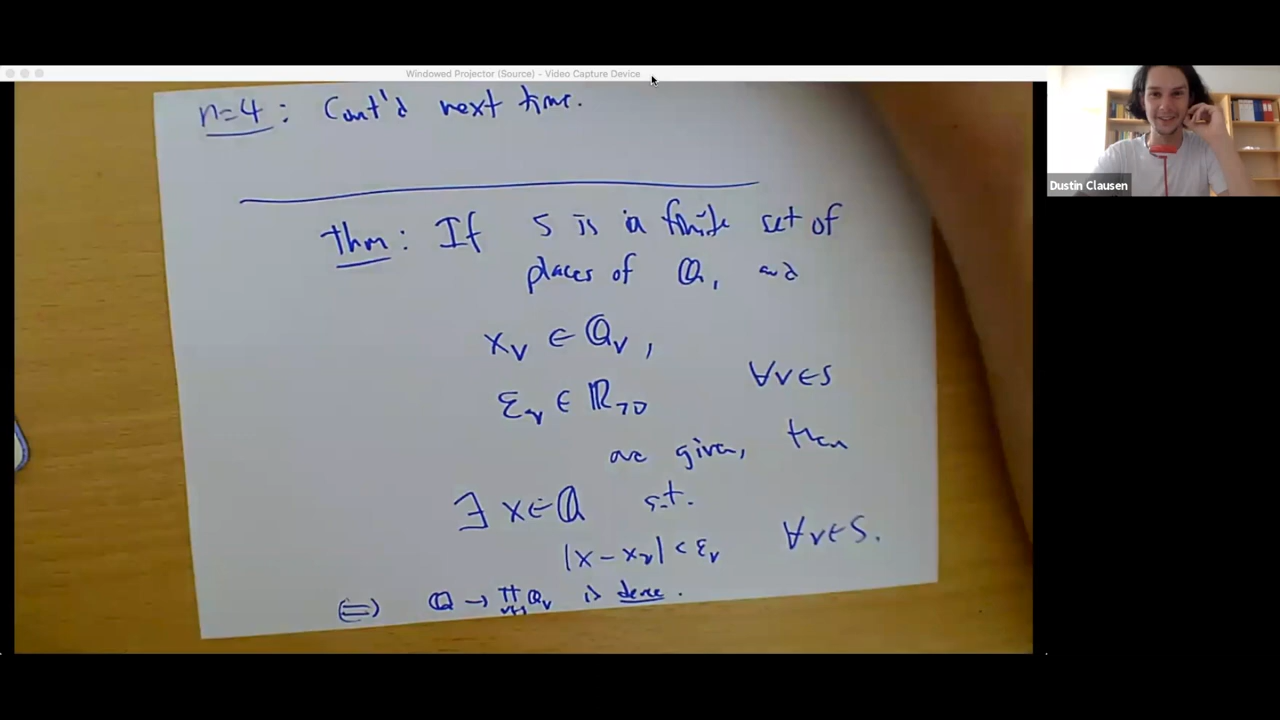 Windowed Projector (Source) - Video Capture Device
n=4: Cont'd next time.
Thm: If S is a finite set of
places of ℚ, and
x_v ∈ ℚ_v,
∀v∈S
ε_v ∈ ℝ_{>0}
are given, then
∃ x∈ℚ s.t.
|x - x_v| < ε_v ∀v∈S.
(⇔) ℚ → ∏_{v∈S} ℚ_v is dense.
Dustin Clausen